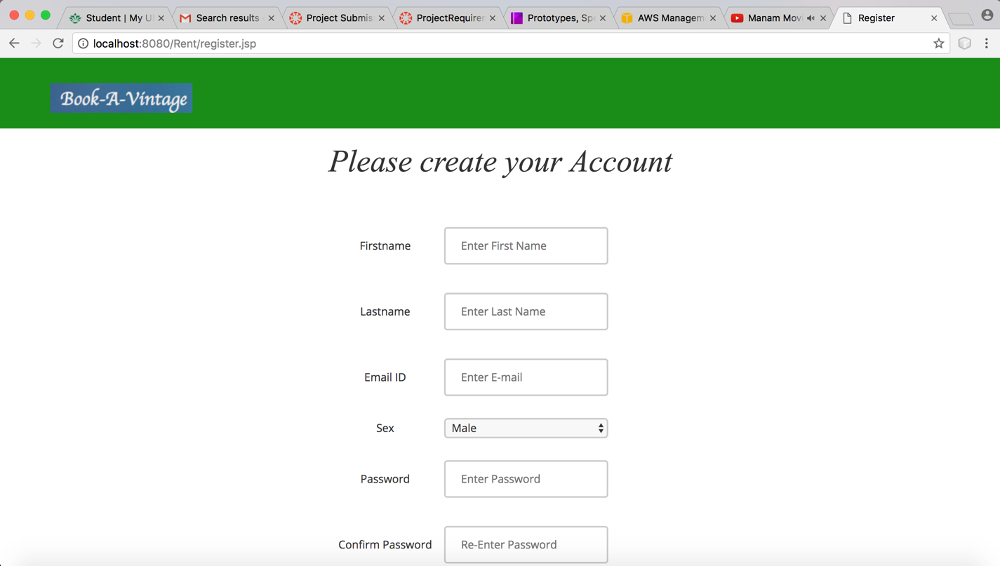 Student | My U
Search results
Project Submis
ProjectRequirer
Prototypes, Spe
AWS Managem
Manam Movi
Register
localhost:8080/Rent/register.jsp
Book-A-Vintage
Please create your Account
Firstname Enter First Name
Lastname Enter Last Name
Email ID Enter E-mail
Sex Male
Password Enter Password
Confirm Password Re-Enter Password